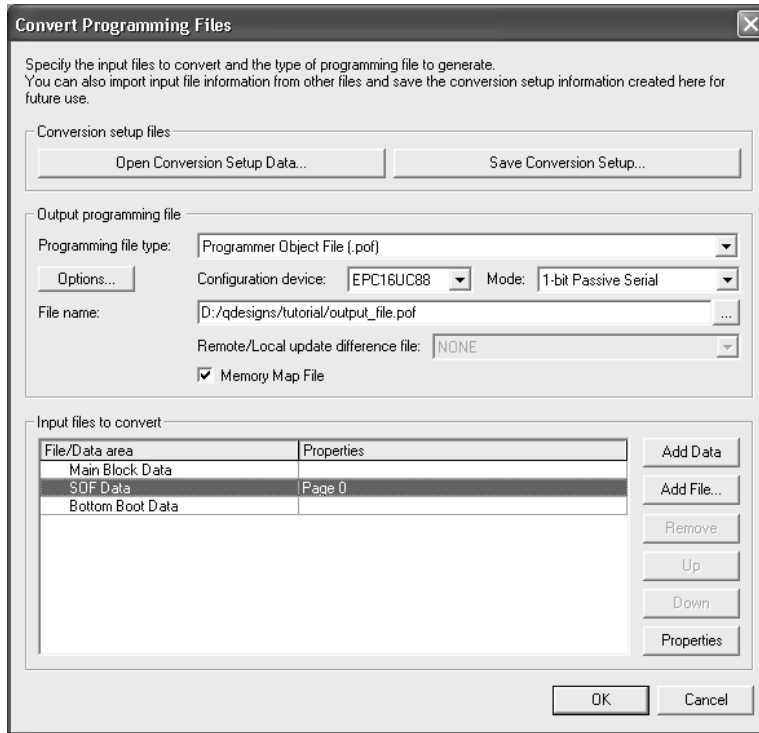 Convert Programming Files
Specify the input files to convert and the type of programming file to generate.
You can also import input file information from other files and save the conversion setup information created here for
future use.
Conversion setup files
Open Conversion Setup Data... Save Conversion Setup...
Output programming file
Programming file type: Programmer Object File (.pof)
Options... Configuration device: EPC16UC88 Mode: 1-bit Passive Serial
File name: D:/qdesigns/tutorial/output_file.pof ...
Remote/Local update difference file: NONE
Memory Map File
Input files to convert
File/Data area Properties Add Data
Main Block Data
SOF Data Page 0 Add File...
Bottom Boot Data
Remove
Up
Down
Properties
OK Cancel